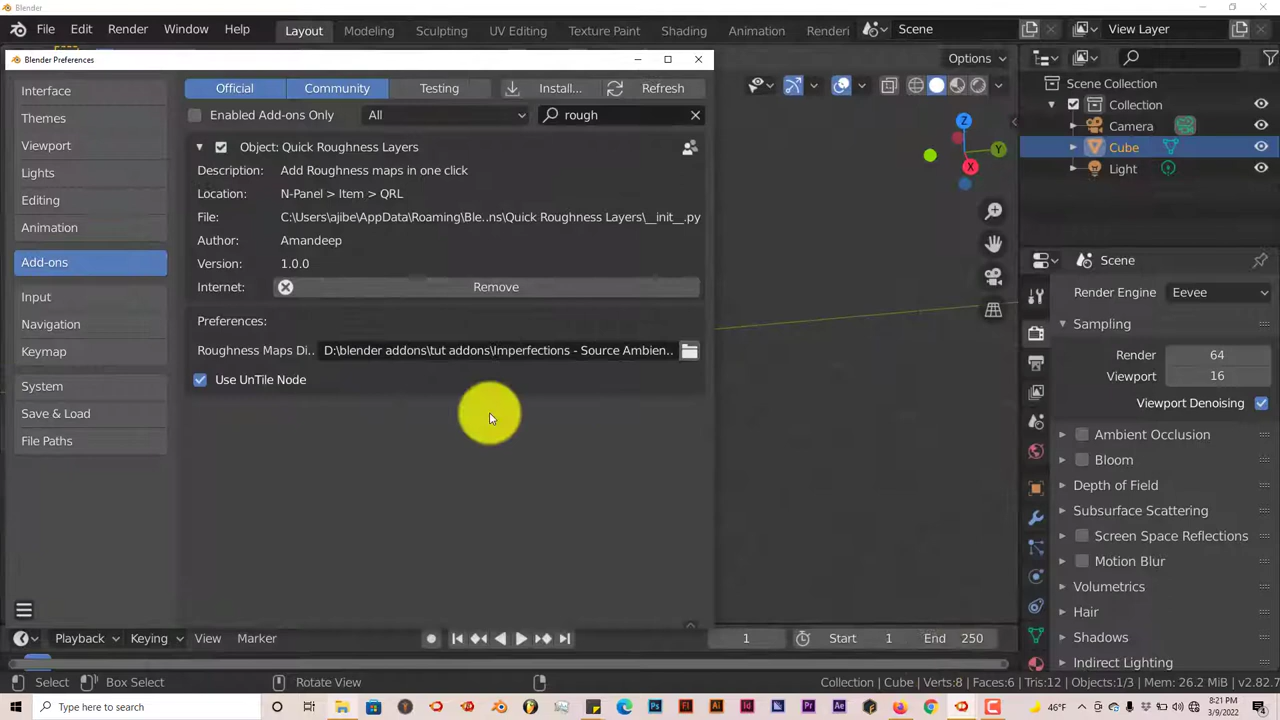 Blender
File Edit Render Window Help Layout Modeling Sculpting UV Editing Texture Paint Shading Animation Renderi Scene View Layer
Blender Preferences
Options
Interface
Themes
Viewport
Lights
Editing
Animation
Add-ons
Input
Navigation
Keymap
System
Save & Load
File Paths
Official Community Testing Install... Refresh
Enabled Add-ons Only All rough
Object: Quick Roughness Layers
Description: Add Roughness maps in one click
Location: N-Panel > Item > QRL
File: C:\Users\ajibe\AppData\Roaming\Ble..ns\Quick Roughness Layers\__init__.py
Author: Amandeep
Version: 1.0.0
Internet: Remove
Preferences:
Roughness Maps Di.. D:\blender addons\tut addons\Imperfections - Source Ambien..
Use UnTile Node
Z
Y
X
Scene Collection
Collection
Camera
Cube
Light
Scene
Render Engine Eevee
Sampling
Render 64
Viewport 16
Viewport Denoising
Ambient Occlusion
Bloom
Depth of Field
Subsurface Scattering
Screen Space Reflections
Motion Blur
Volumetrics
Hair
Shadows
Indirect Lighting
Playback Keying View Marker 1 Start 1 End 250
Select Box Select Rotate View Collection | Cube | Verts:8 | Faces:6 | Tris:12 | Objects:1/3 | Mem: 26.2 MiB | v2.82.7
Type here to search Ps Fl Ai Id Pr Ae 46°F 8:21 PM
3/9/2022